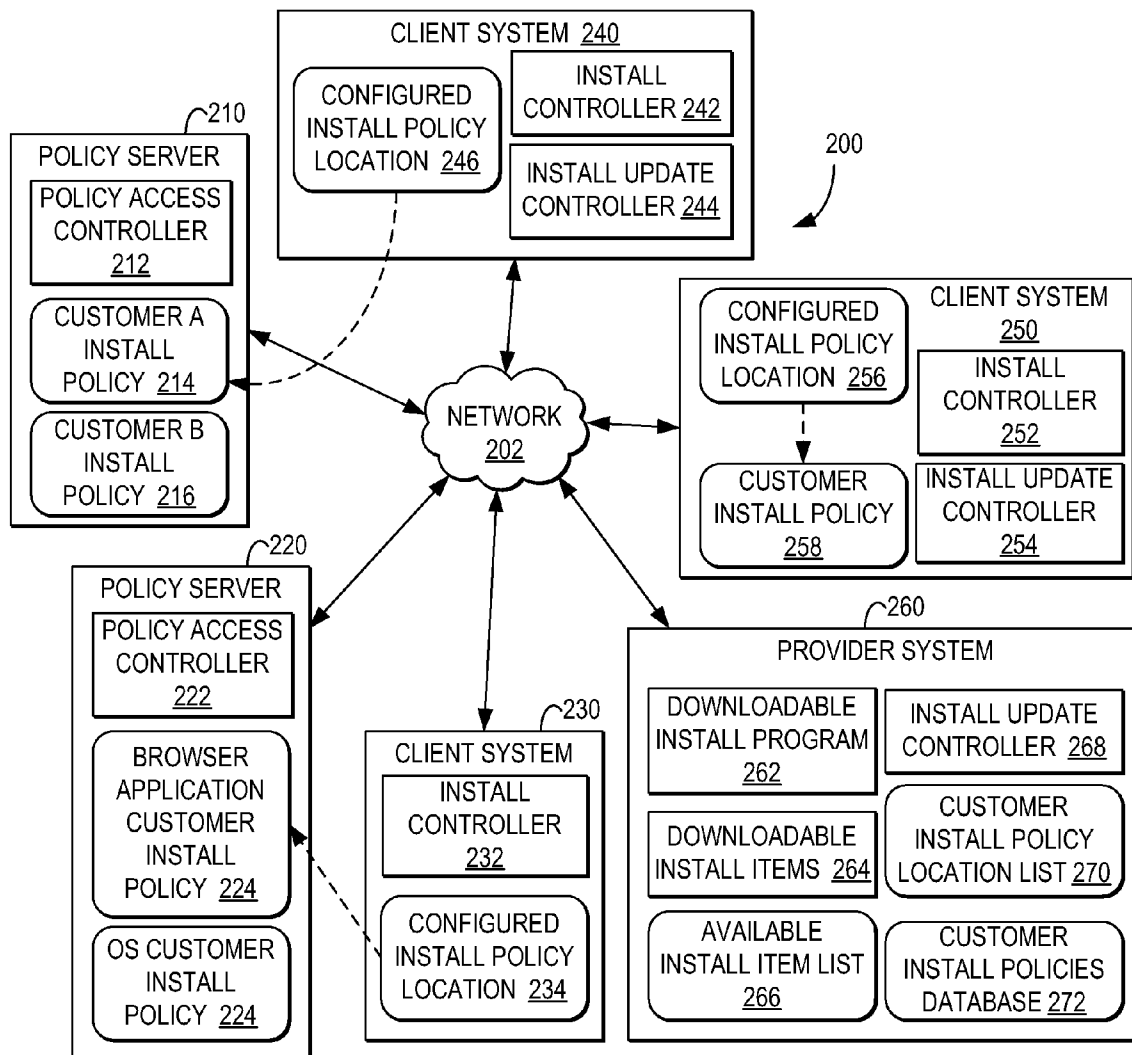 CLIENT SYSTEM 240
CONFIGURED
INSTALL POLICY
LOCATION 246
INSTALL
CONTROLLER 242
INSTALL UPDATE
CONTROLLER 244
200
210
POLICY SERVER
POLICY ACCESS
CONTROLLER
212
CUSTOMER A
INSTALL
POLICY 214
CUSTOMER B
INSTALL
POLICY 216
NETWORK
202
CONFIGURED
INSTALL POLICY
LOCATION 256
CLIENT SYSTEM
250
INSTALL
CONTROLLER
252
CUSTOMER
INSTALL POLICY
258
INSTALL UPDATE
CONTROLLER
254
220
POLICY SERVER
POLICY ACCESS
CONTROLLER
222
BROWSER
APPLICATION
CUSTOMER
INSTALL
POLICY 224
OS CUSTOMER
INSTALL
POLICY 224
230
CLIENT SYSTEM
INSTALL
CONTROLLER
232
CONFIGURED
INSTALL POLICY
LOCATION 234
260
PROVIDER SYSTEM
DOWNLOADABLE
INSTALL PROGRAM
262
INSTALL UPDATE
CONTROLLER 268
DOWNLOADABLE
INSTALL ITEMS 264
CUSTOMER
INSTALL POLICY
LOCATION LIST 270
AVAILABLE
INSTALL ITEM LIST
266
CUSTOMER
INSTALL POLICIES
DATABASE 272